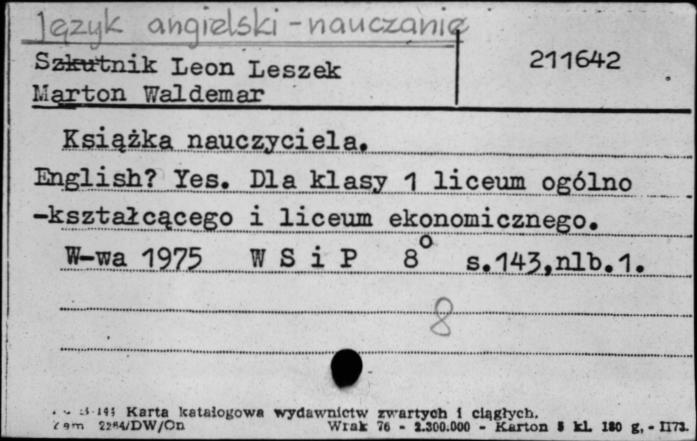 Język angielski - nauczanie
Szkutnik Leon Leszek
211642
Marton Waldemar
Książka nauczyciela.
English? Yes. Dla klasy 1 liceum ogólno
-kształcącego i liceum ekonomicznego.
W-wa 1975 W S i P 8° s.143,nlb.1.
8
Karta katalogowa wydawnictw zwartych i ciągłych.
2284/DW/On Wrak 76 - 2.300.000 - Karton 5 kl. 180 g, - II73.